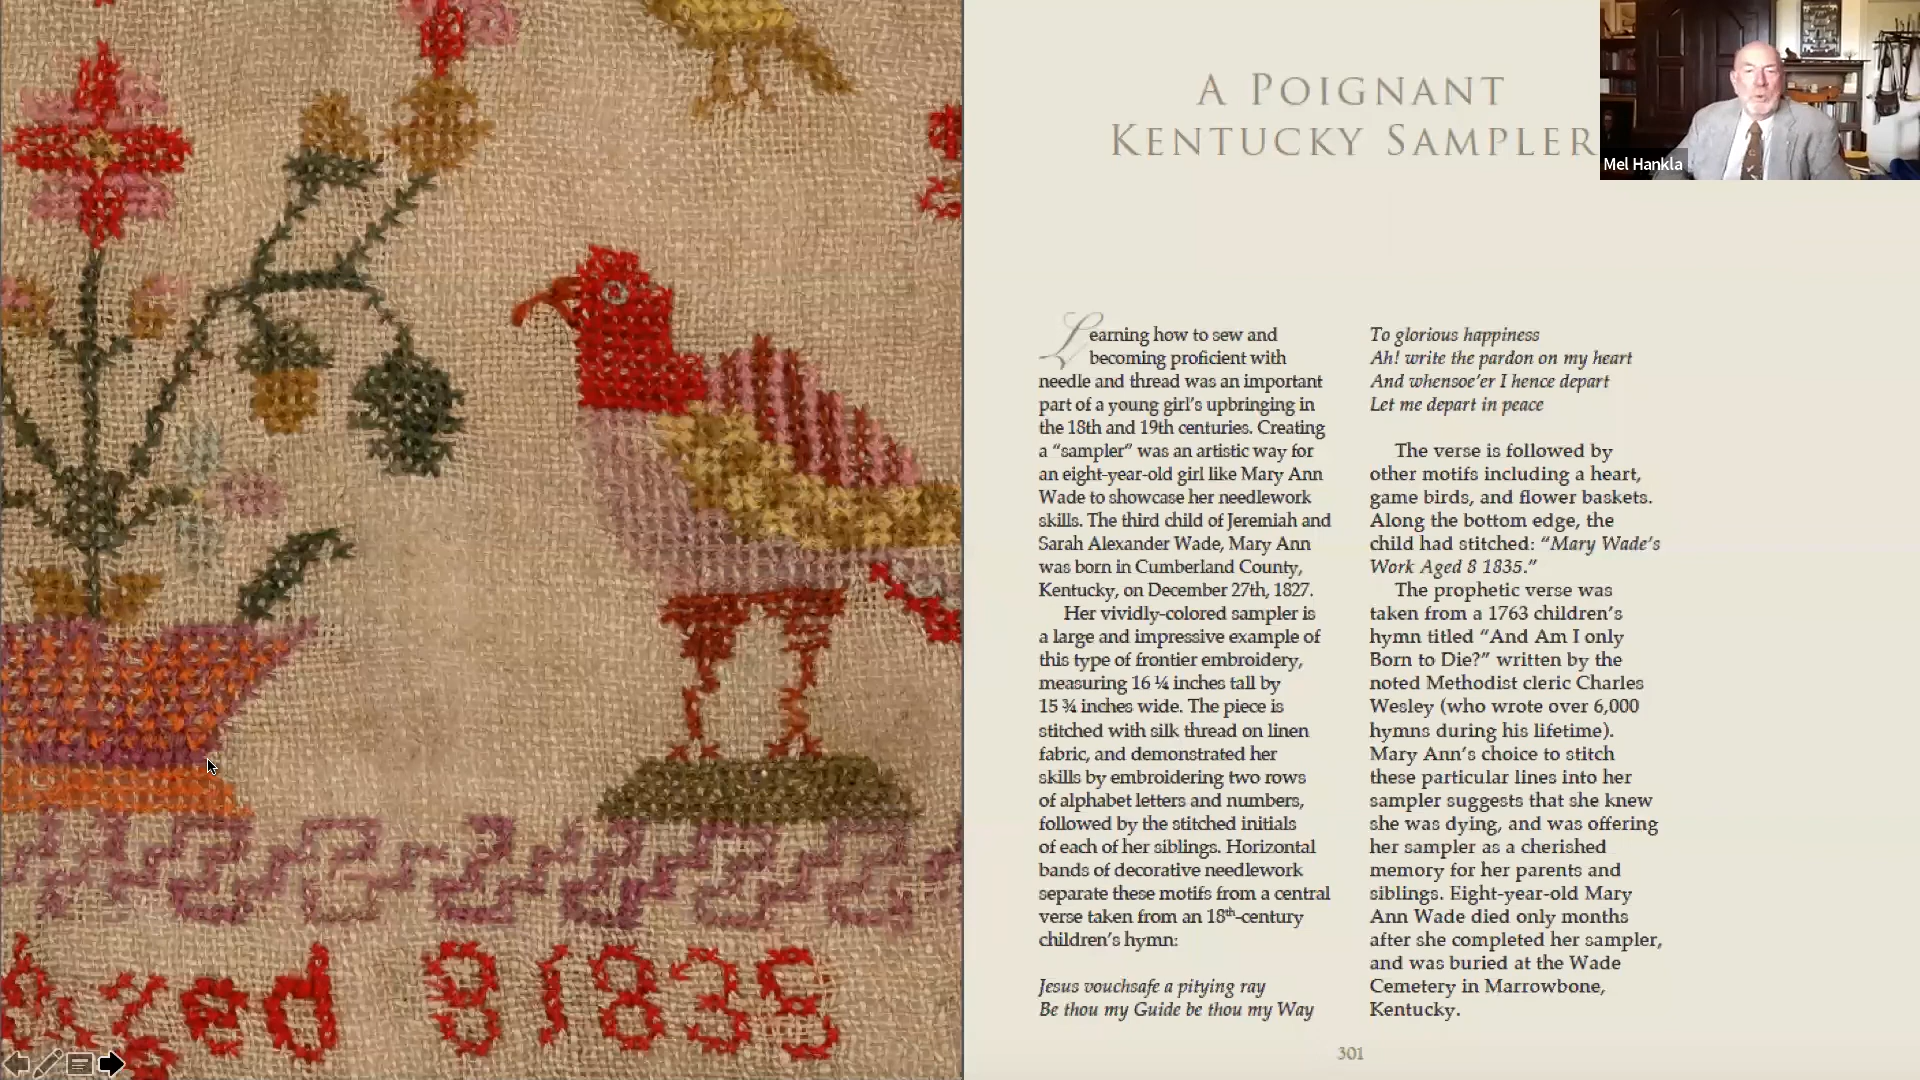 Aged 8 1835
A Poignant
Kentucky Sampler
Mel Hankla
Learning how to sew and
becoming proficient with
needle and thread was an important
part of a young girl's upbringing in
the 18th and 19th centuries. Creating
a “sampler” was an artistic way for
an eight-year-old girl like Mary Ann
Wade to showcase her needlework
skills. The third child of Jeremiah and
Sarah Alexander Wade, Mary Ann
was born in Cumberland County,
Kentucky, on December 27th, 1827.
Her vividly-colored sampler is
a large and impressive example of
this type of frontier embroidery,
measuring 16 ¼ inches tall by
15 ¾ inches wide. The piece is
stitched with silk thread on linen
fabric, and demonstrated her
skills by embroidering two rows
of alphabet letters and numbers,
followed by the stitched initials
of each of her siblings. Horizontal
bands of decorative needlework
separate these motifs from a central
verse taken from an 18th-century
children's hymn:
Jesus vouchsafe a pitying ray
Be thou my Guide be thou my Way
To glorious happiness
Ah! write the pardon on my heart
And whensoe'er I hence depart
Let me depart in peace
The verse is followed by
other motifs including a heart,
game birds, and flower baskets.
Along the bottom edge, the
child had stitched: “Mary Wade's
Work Aged 8 1835.”
The prophetic verse was
taken from a 1763 children's
hymn titled “And Am I only
Born to Die?” written by the
noted Methodist cleric Charles
Wesley (who wrote over 6,000
hymns during his lifetime).
Mary Ann's choice to stitch
these particular lines into her
sampler suggests that she knew
she was dying, and was offering
her sampler as a cherished
memory for her parents and
siblings. Eight-year-old Mary
Ann Wade died only months
after she completed her sampler,
and was buried at the Wade
Cemetery in Marrowbone,
Kentucky.
301